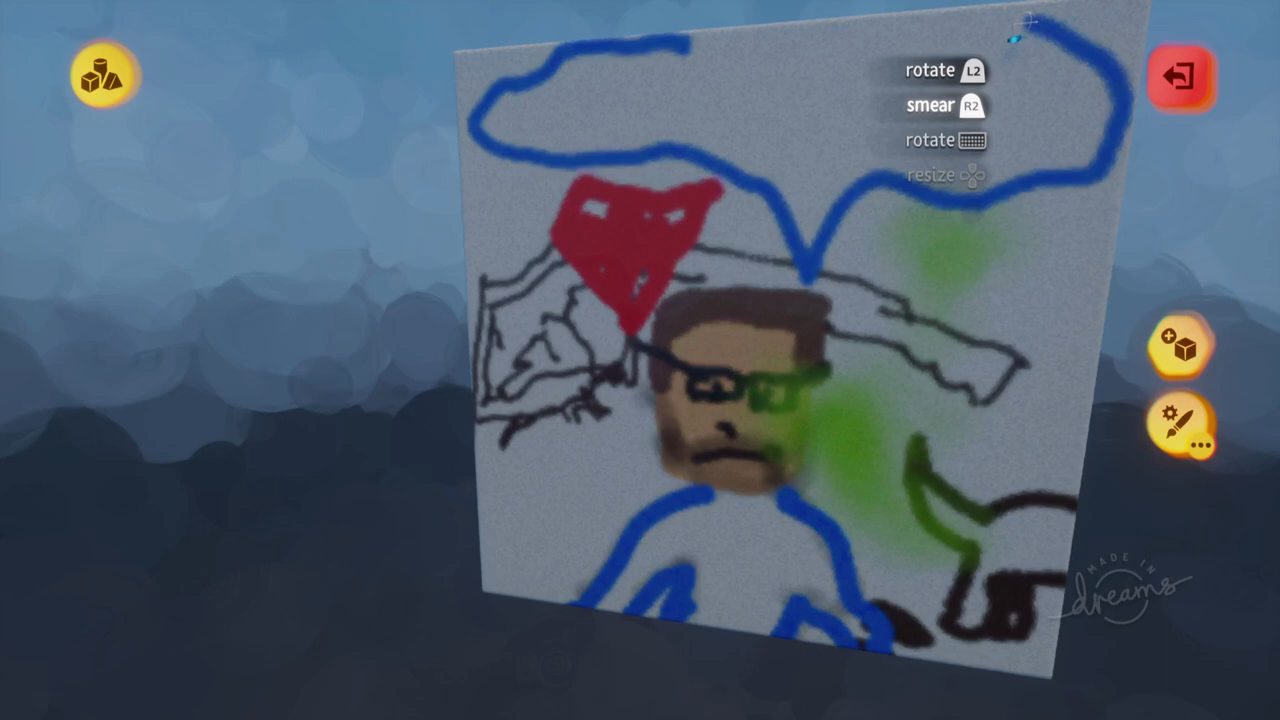 rotate L2
smear R2
rotate
resize
MADE IN
dreams